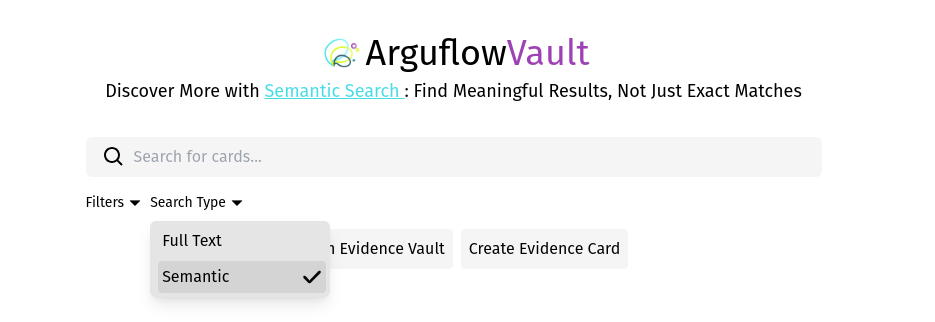 ArguflowVault
Discover More with Semantic Search : Find Meaningful Results, Not Just Exact Matches
Search for cards...
Filters Search Type
Full Text
Semantic
Evidence Vault
Create Evidence Card